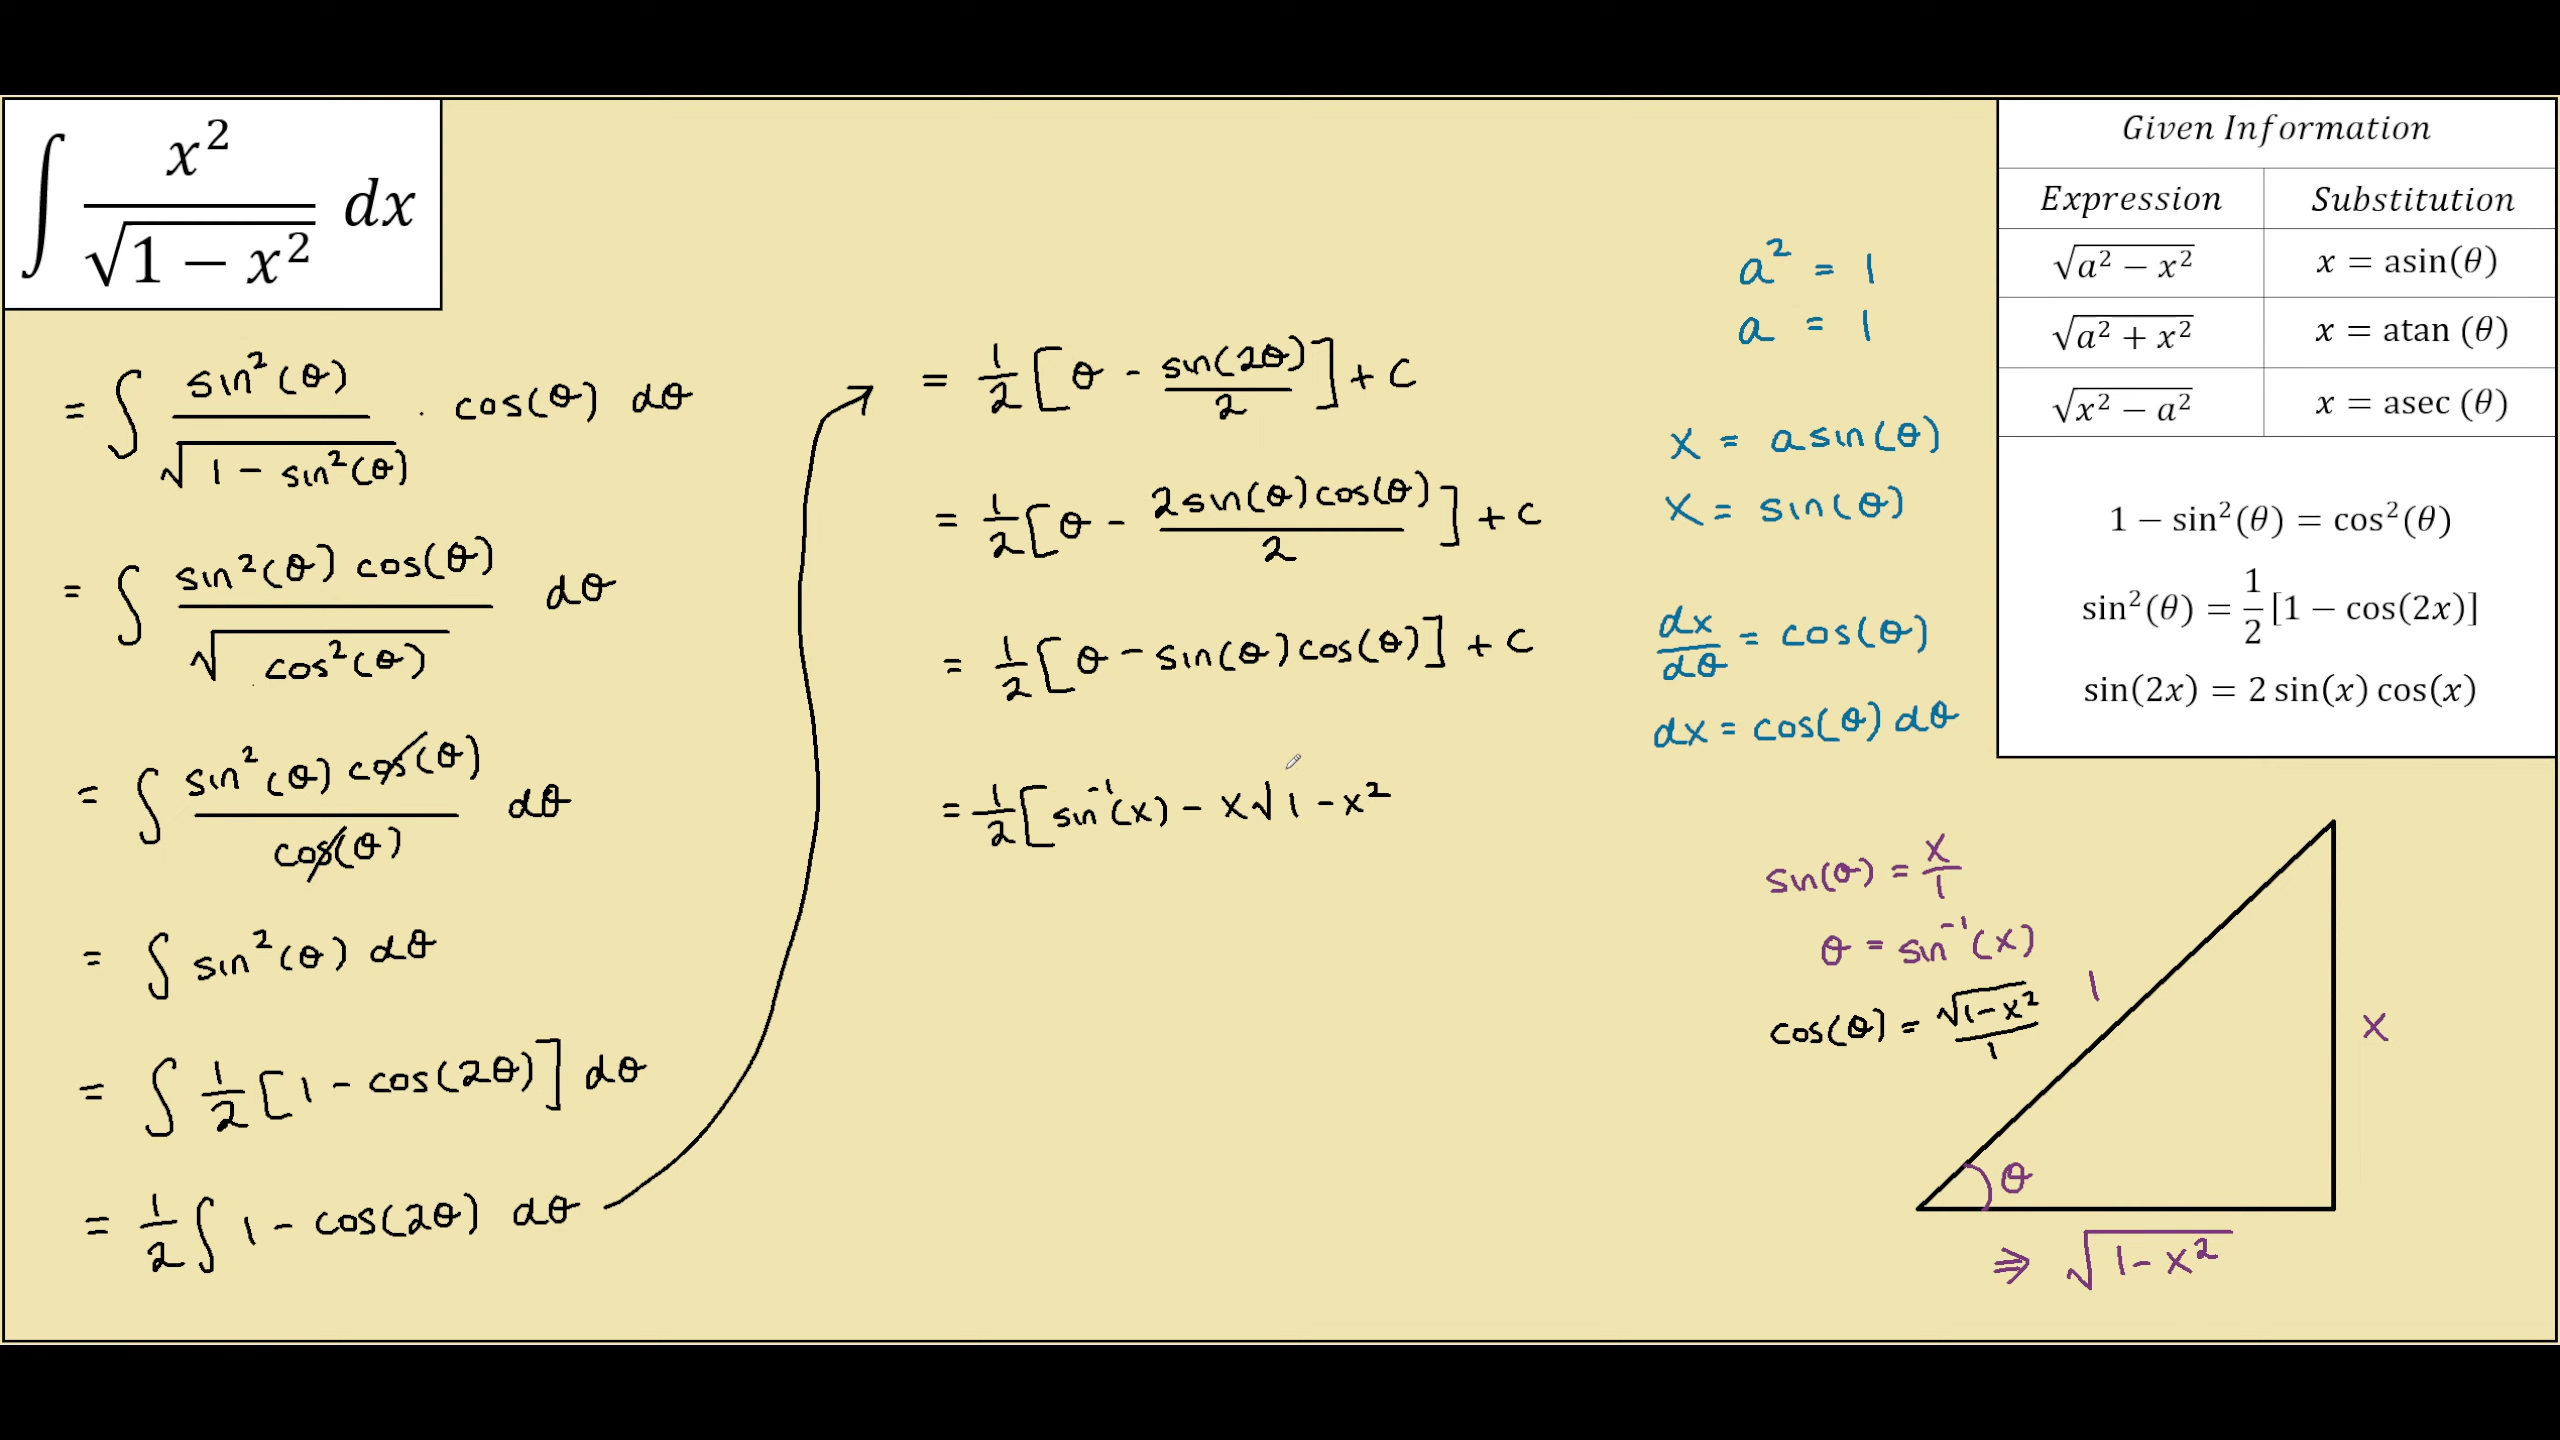 ∫ x² / √(1 − x²) dx
= ∫ sin²(θ) / √(1 − sin²(θ)) · cos(θ) dθ
= ∫ sin²(θ) cos(θ) / √(cos²(θ)) dθ
= ∫ sin²(θ) cos(θ) / cos(θ) dθ
= ∫ sin²(θ) dθ
= ∫ 1/2 [1 − cos(2θ)] dθ
= 1/2 ∫ 1 − cos(2θ) dθ
= 1/2 [θ − sin(2θ)/2] + C
= 1/2 [θ − 2sin(θ)cos(θ)/2] + C
= 1/2 [θ − sin(θ)cos(θ)] + C
= 1/2 [sin⁻¹(x) − x√1 − x²
a² = 1
a = 1
x = asin(θ)
x = sin(θ)
dx/dθ = cos(θ)
dx = cos(θ) dθ
Given Information
Expression Substitution
√(a² − x²) x = asin(θ)
√(a² + x²) x = atan (θ)
√(x² − a²) x = asec (θ)
1 − sin²(θ) = cos²(θ)
sin²(θ) = 1/2 [1 − cos(2x)]
sin(2x) = 2 sin(x) cos(x)
sin(θ) = x/1
θ = sin⁻¹(x)
cos(θ) = √(1−x²)/1
1
x
θ
⇒ √(1−x²)